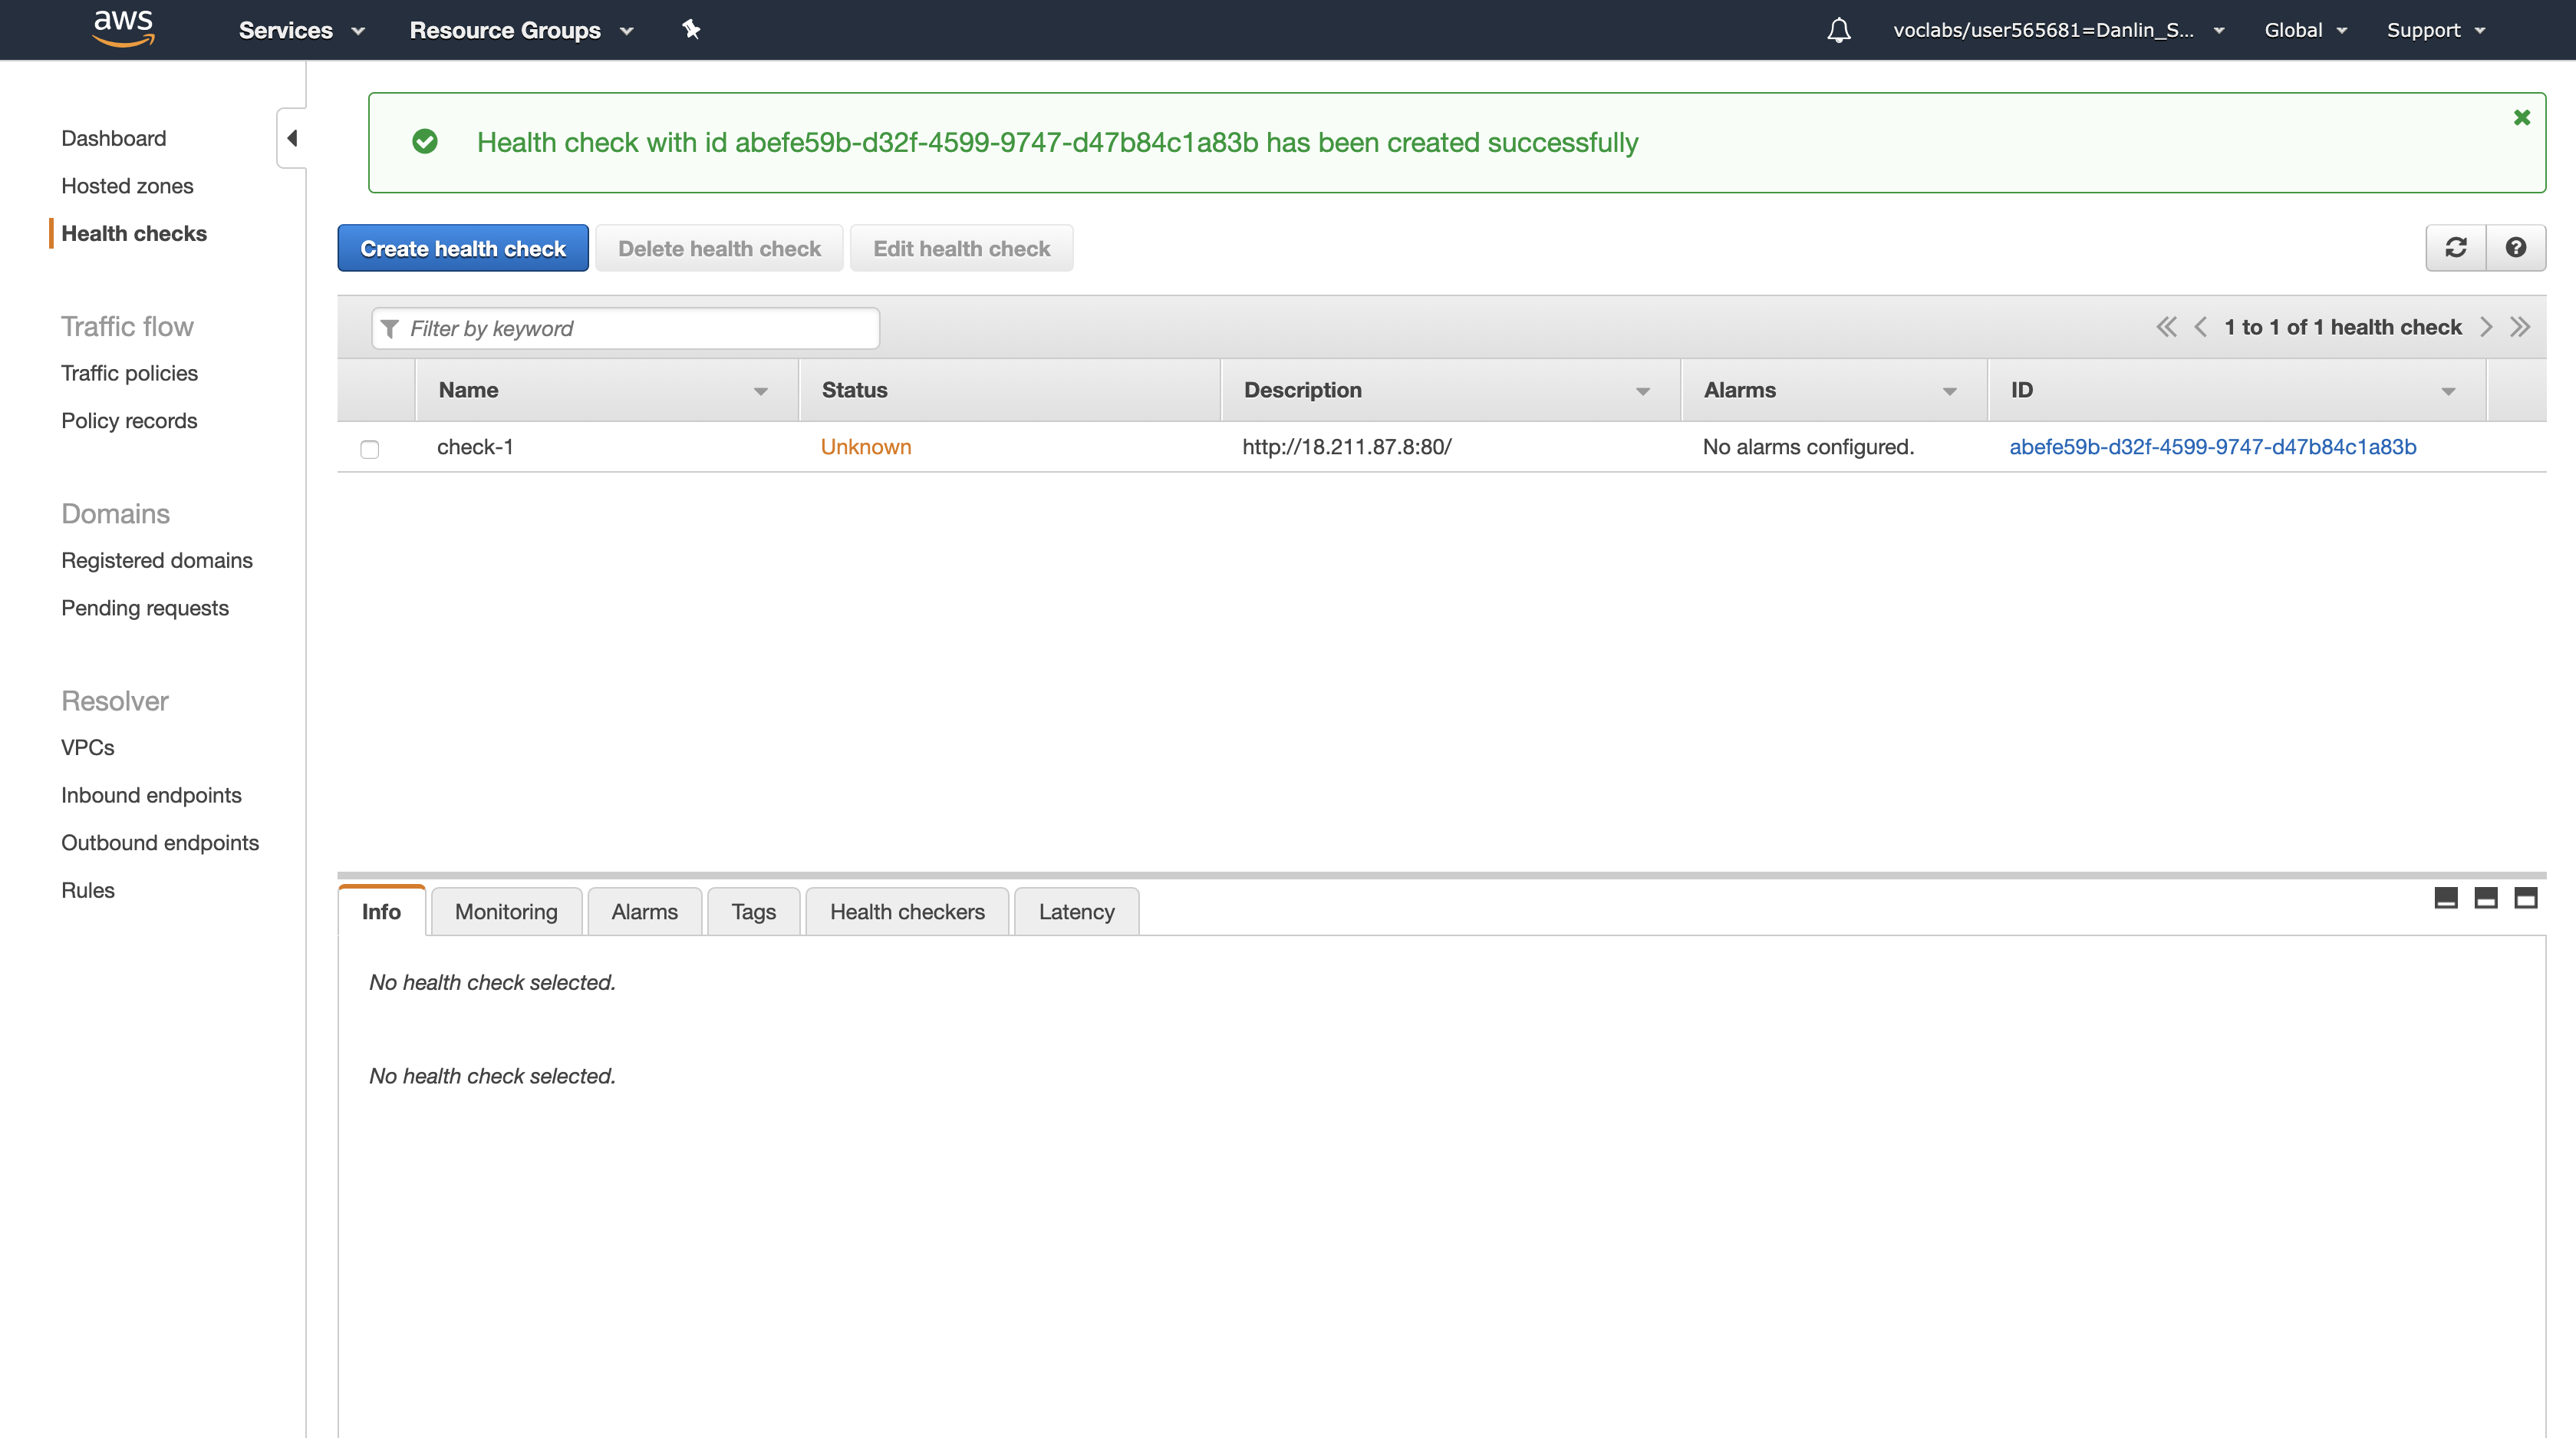 aws Services Resource Groups voclabs/user565681=Danlin_S... Global Support
Dashboard
Hosted zones
Health checks
Traffic flow
Traffic policies
Policy records
Domains
Registered domains
Pending requests
Resolver
VPCs
Inbound endpoints
Outbound endpoints
Rules
Health check with id abefe59b-d32f-4599-9747-d47b84c1a83b has been created successfully
Create health check Delete health check Edit health check
Filter by keyword 1 to 1 of 1 health check
Name Status Description Alarms ID
check-1 Unknown http://18.211.87.8:80/ No alarms configured. abefe59b-d32f-4599-9747-d47b84c1a83b
Info Monitoring Alarms Tags Health checkers Latency
No health check selected.
No health check selected.